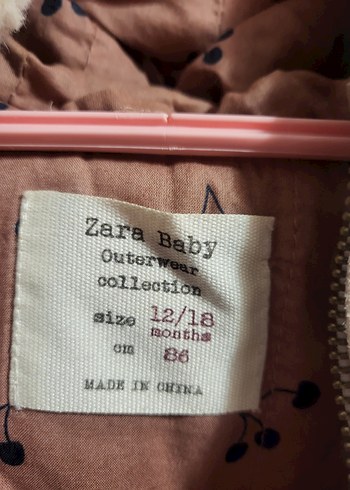 Zara Baby
Outerwear
collection
size 12/18
months
cm 86
MADE IN CHINA